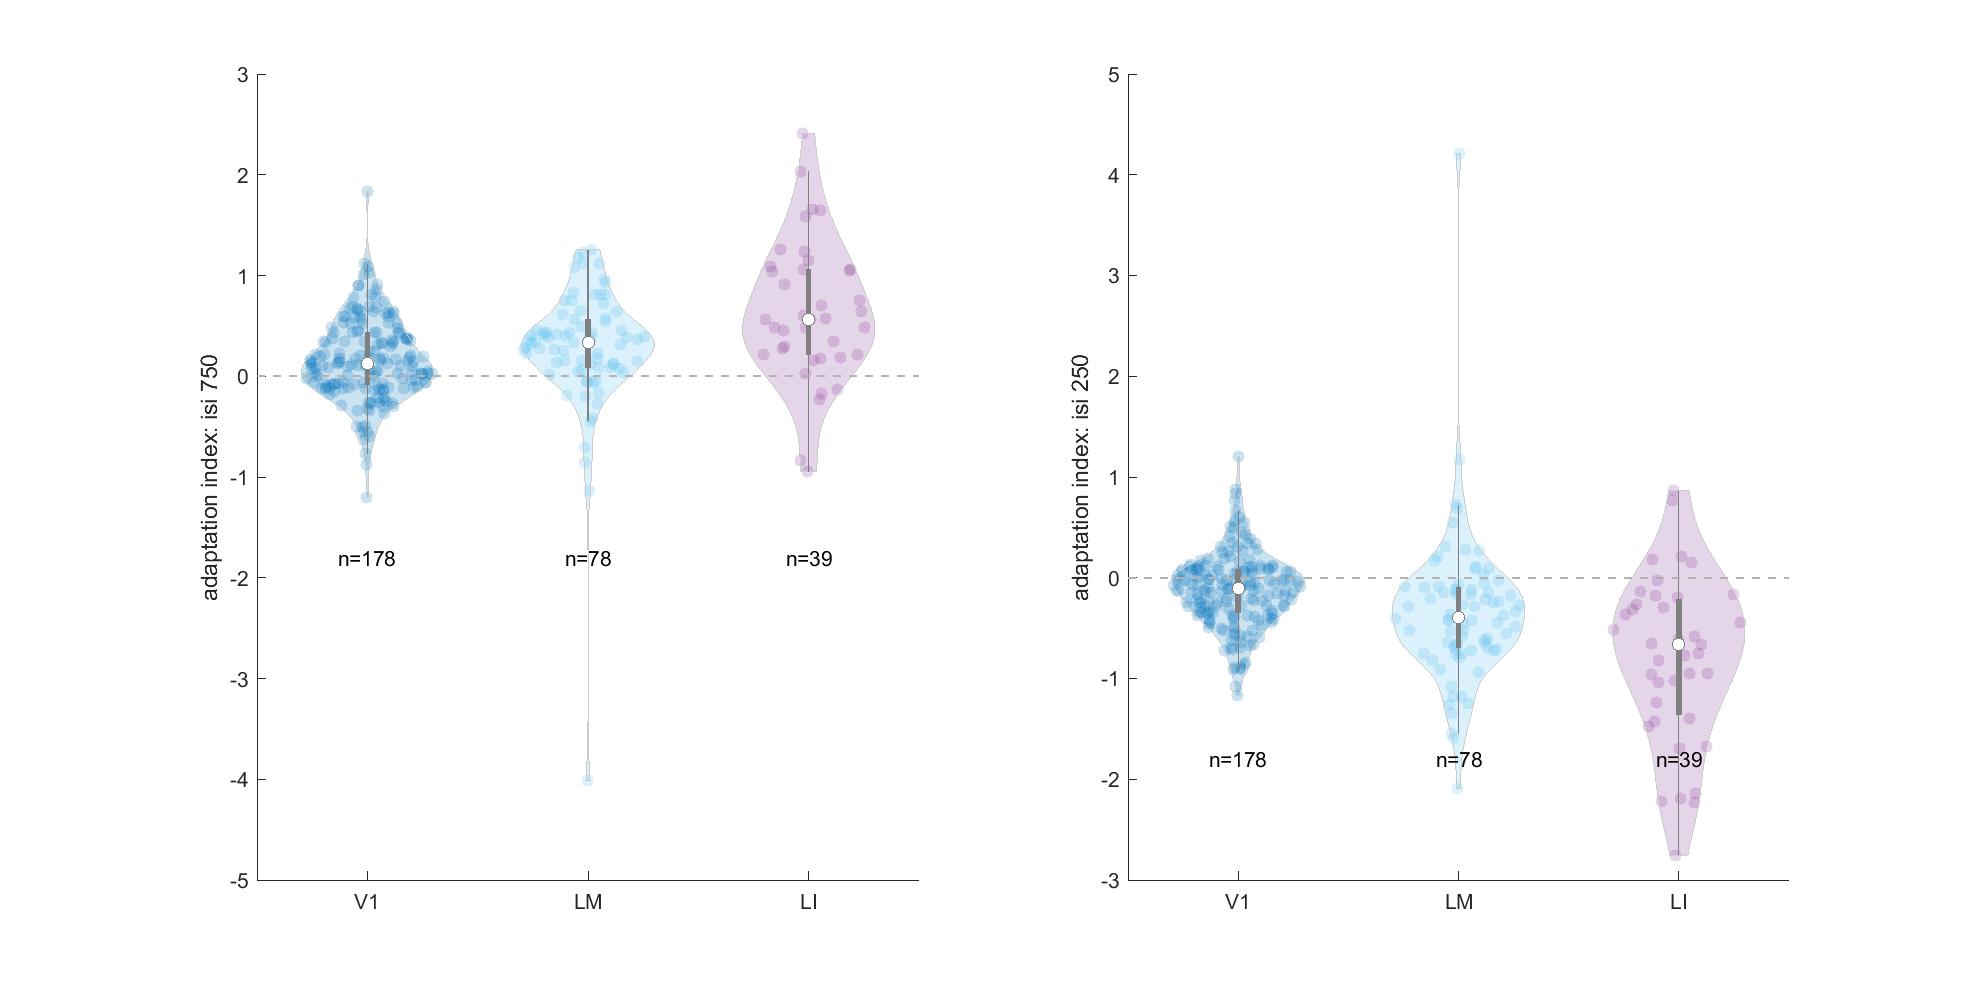 3
2
1
0
-1
-2
-3
-4
-5
adaptation index: isi 750
n=178
n=78
n=39
V1
LM
LI
5
4
3
2
1
0
-1
-2
-3
adaptation index: isi 250
n=178
n=78
n=39
V1
LM
LI